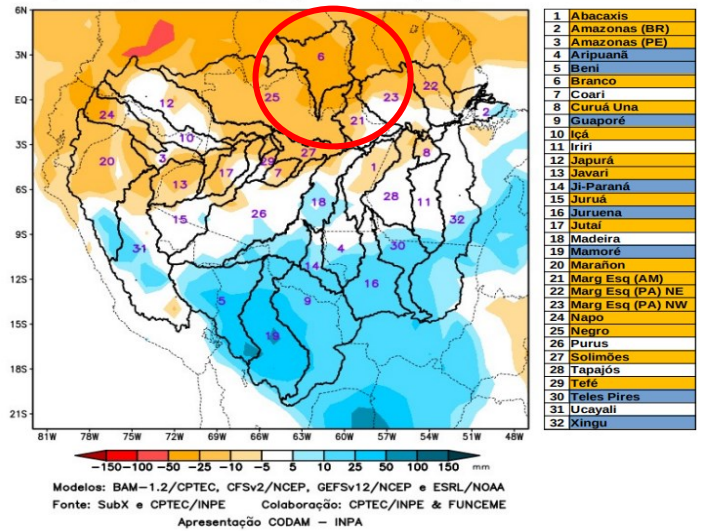 6N
3N
EQ
3S
6S
9S
12S
15S
18S
21S
81W 78W 75W 72W 69W 66W 63W 60W 57W 54W 51W 48W
6
25
23
22
21
2
12
24
10
3
20
13
17
29
7
27
8
1
28
11
32
15
26
18
31
4
30
14
5
9
16
19
-150 -100 -50 -25 -10 -5 5 10 25 50 100 150 mm
Modelos: BAM-1.2/CPTEC, CFSv2/NCEP, GEFSv12/NCEP e ESRL/NOAA
Fonte: SubX e CPTEC/INPE Colaboração: CPTEC/INPE & FUNCEME
Apresentação CODAM - INPA
1 Abacaxis
2 Amazonas (BR)
3 Amazonas (PE)
4 Aripuanã
5 Beni
6 Branco
7 Coari
8 Curuá Una
9 Guaporé
10 Içá
11 Iriri
12 Japurá
13 Javari
14 Ji-Paraná
15 Juruá
16 Juruena
17 Jutaí
18 Madeira
19 Mamoré
20 Marañon
21 Marg Esq (AM)
22 Marg Esq (PA) NE
23 Marg Esq (PA) NW
24 Napo
25 Negro
26 Purus
27 Solimões
28 Tapajós
29 Tefé
30 Teles Pires
31 Ucayali
32 Xingu